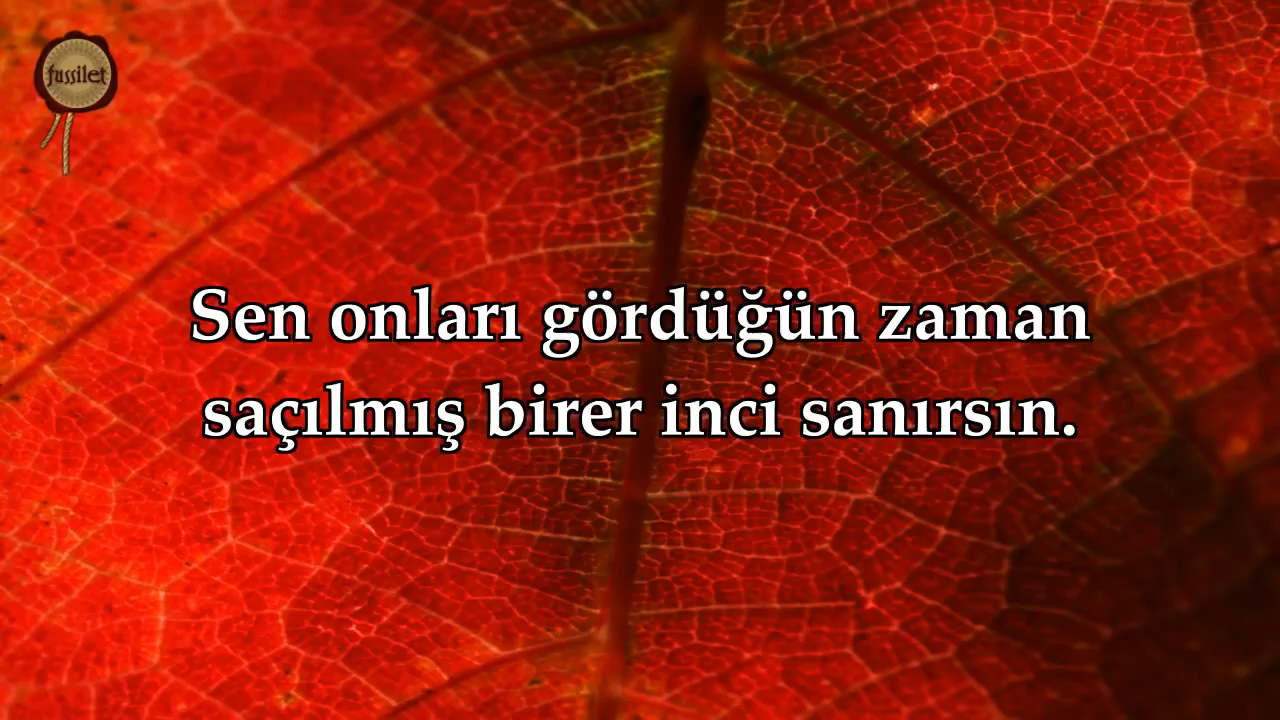 fussilet
Sen onları gördüğün zaman
saçılmış birer inci sanırsın.